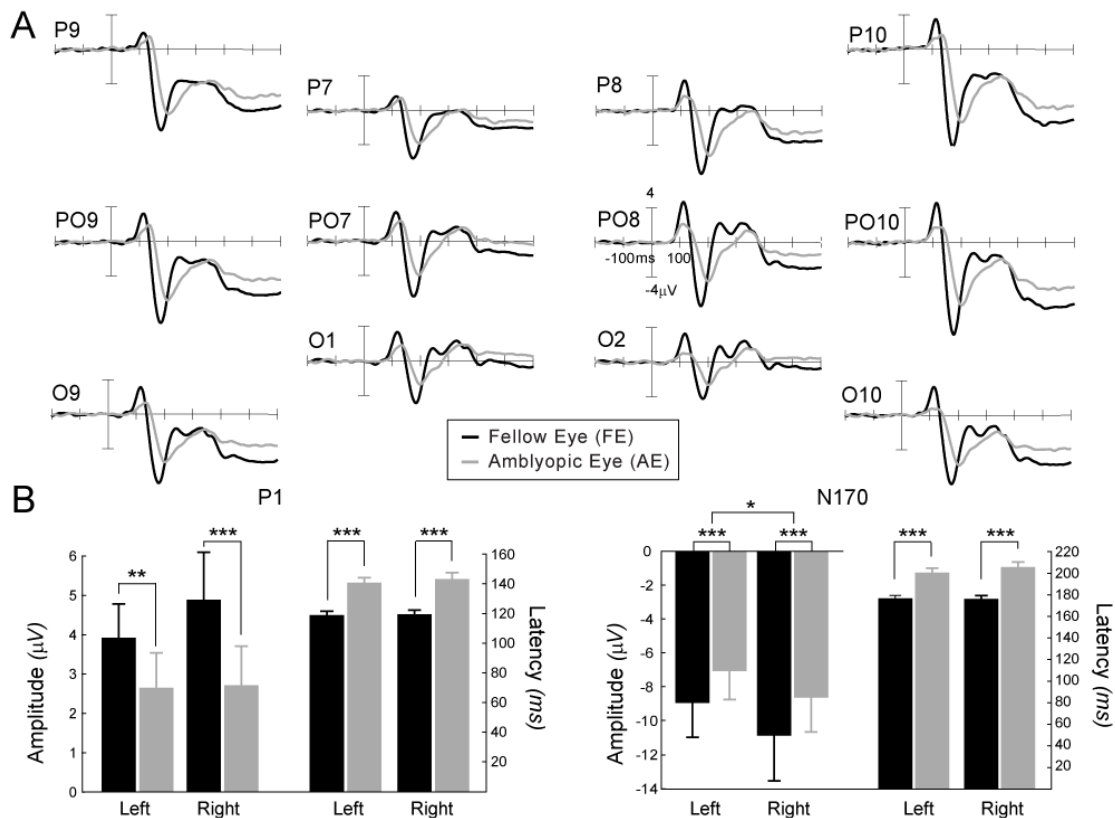 A
P9
P10
P7
P8
PO9
PO7
4
PO8
PO10
-100ms 100
-4µV
O1
O2
O9
O10
Fellow Eye (FE)
Amblyopic Eye (AE)
B
P1
N170
Amplitude (µV)
6
5
4
3
2
1
0
**
***
***
***
Left
Right
Left
Right
160
140
120
100
80
60
40
20
Latency (ms)
Amplitude (µV)
0
-2
-4
-6
-8
-10
-12
-14
*
***
***
***
***
Left
Right
Left
Right
220
200
180
160
140
120
100
80
60
40
20
Latency (ms)